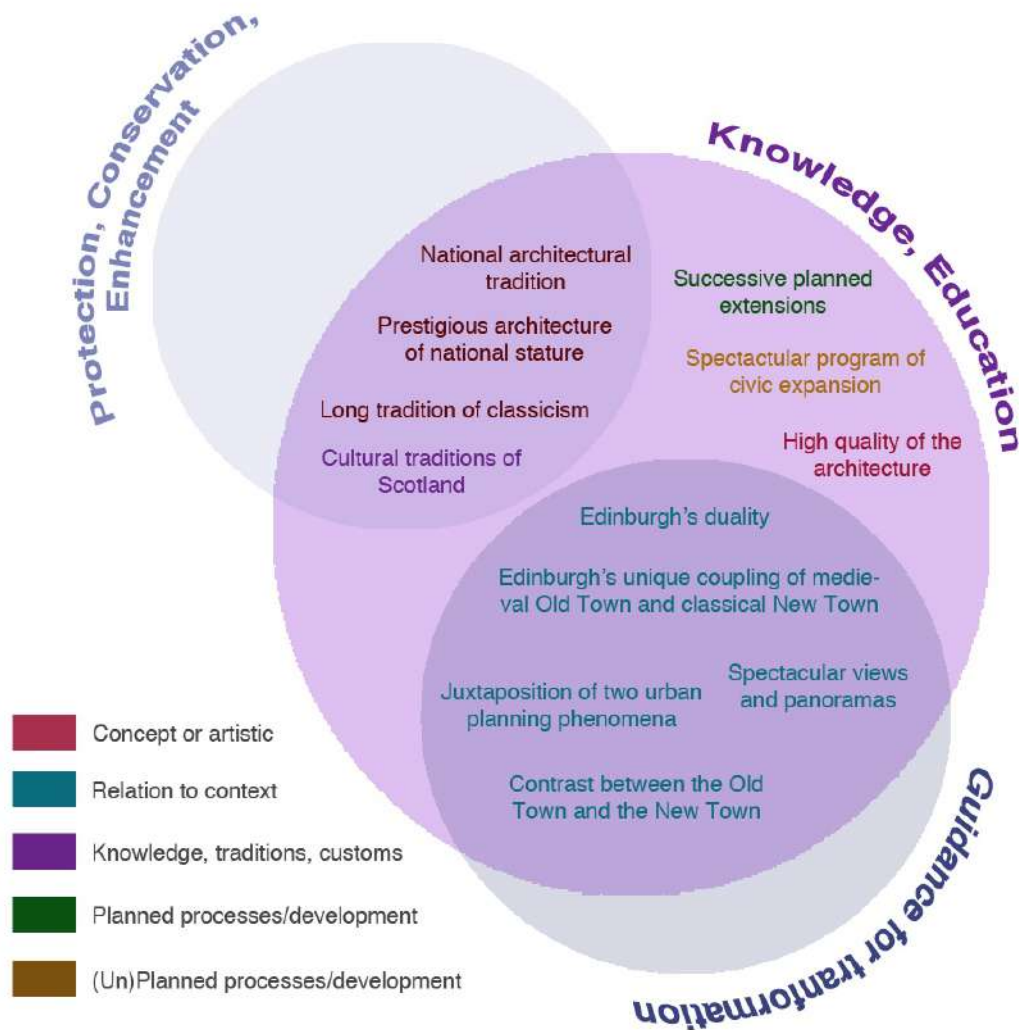 Protection, Conservation,
Enhancement
Knowledge, Education
National architectural
tradition
Successive planned
extensions
Prestigious architecture
of national stature
Spectactular program of
civic expansion
Long tradition of classicism
High quality of the
architecture
Cultural traditions of
Scotland
Edinburgh's duality
Edinburgh's unique coupling of medie-
val Old Town and classical New Town
Juxtaposition of two urban
planning phenomena
Spectacular views
and panoramas
Contrast between the Old
Town and the New Town
Guidance for tranformation
Concept or artistic
Relation to context
Knowledge, traditions, customs
Planned processes/development
(Un)Planned processes/development